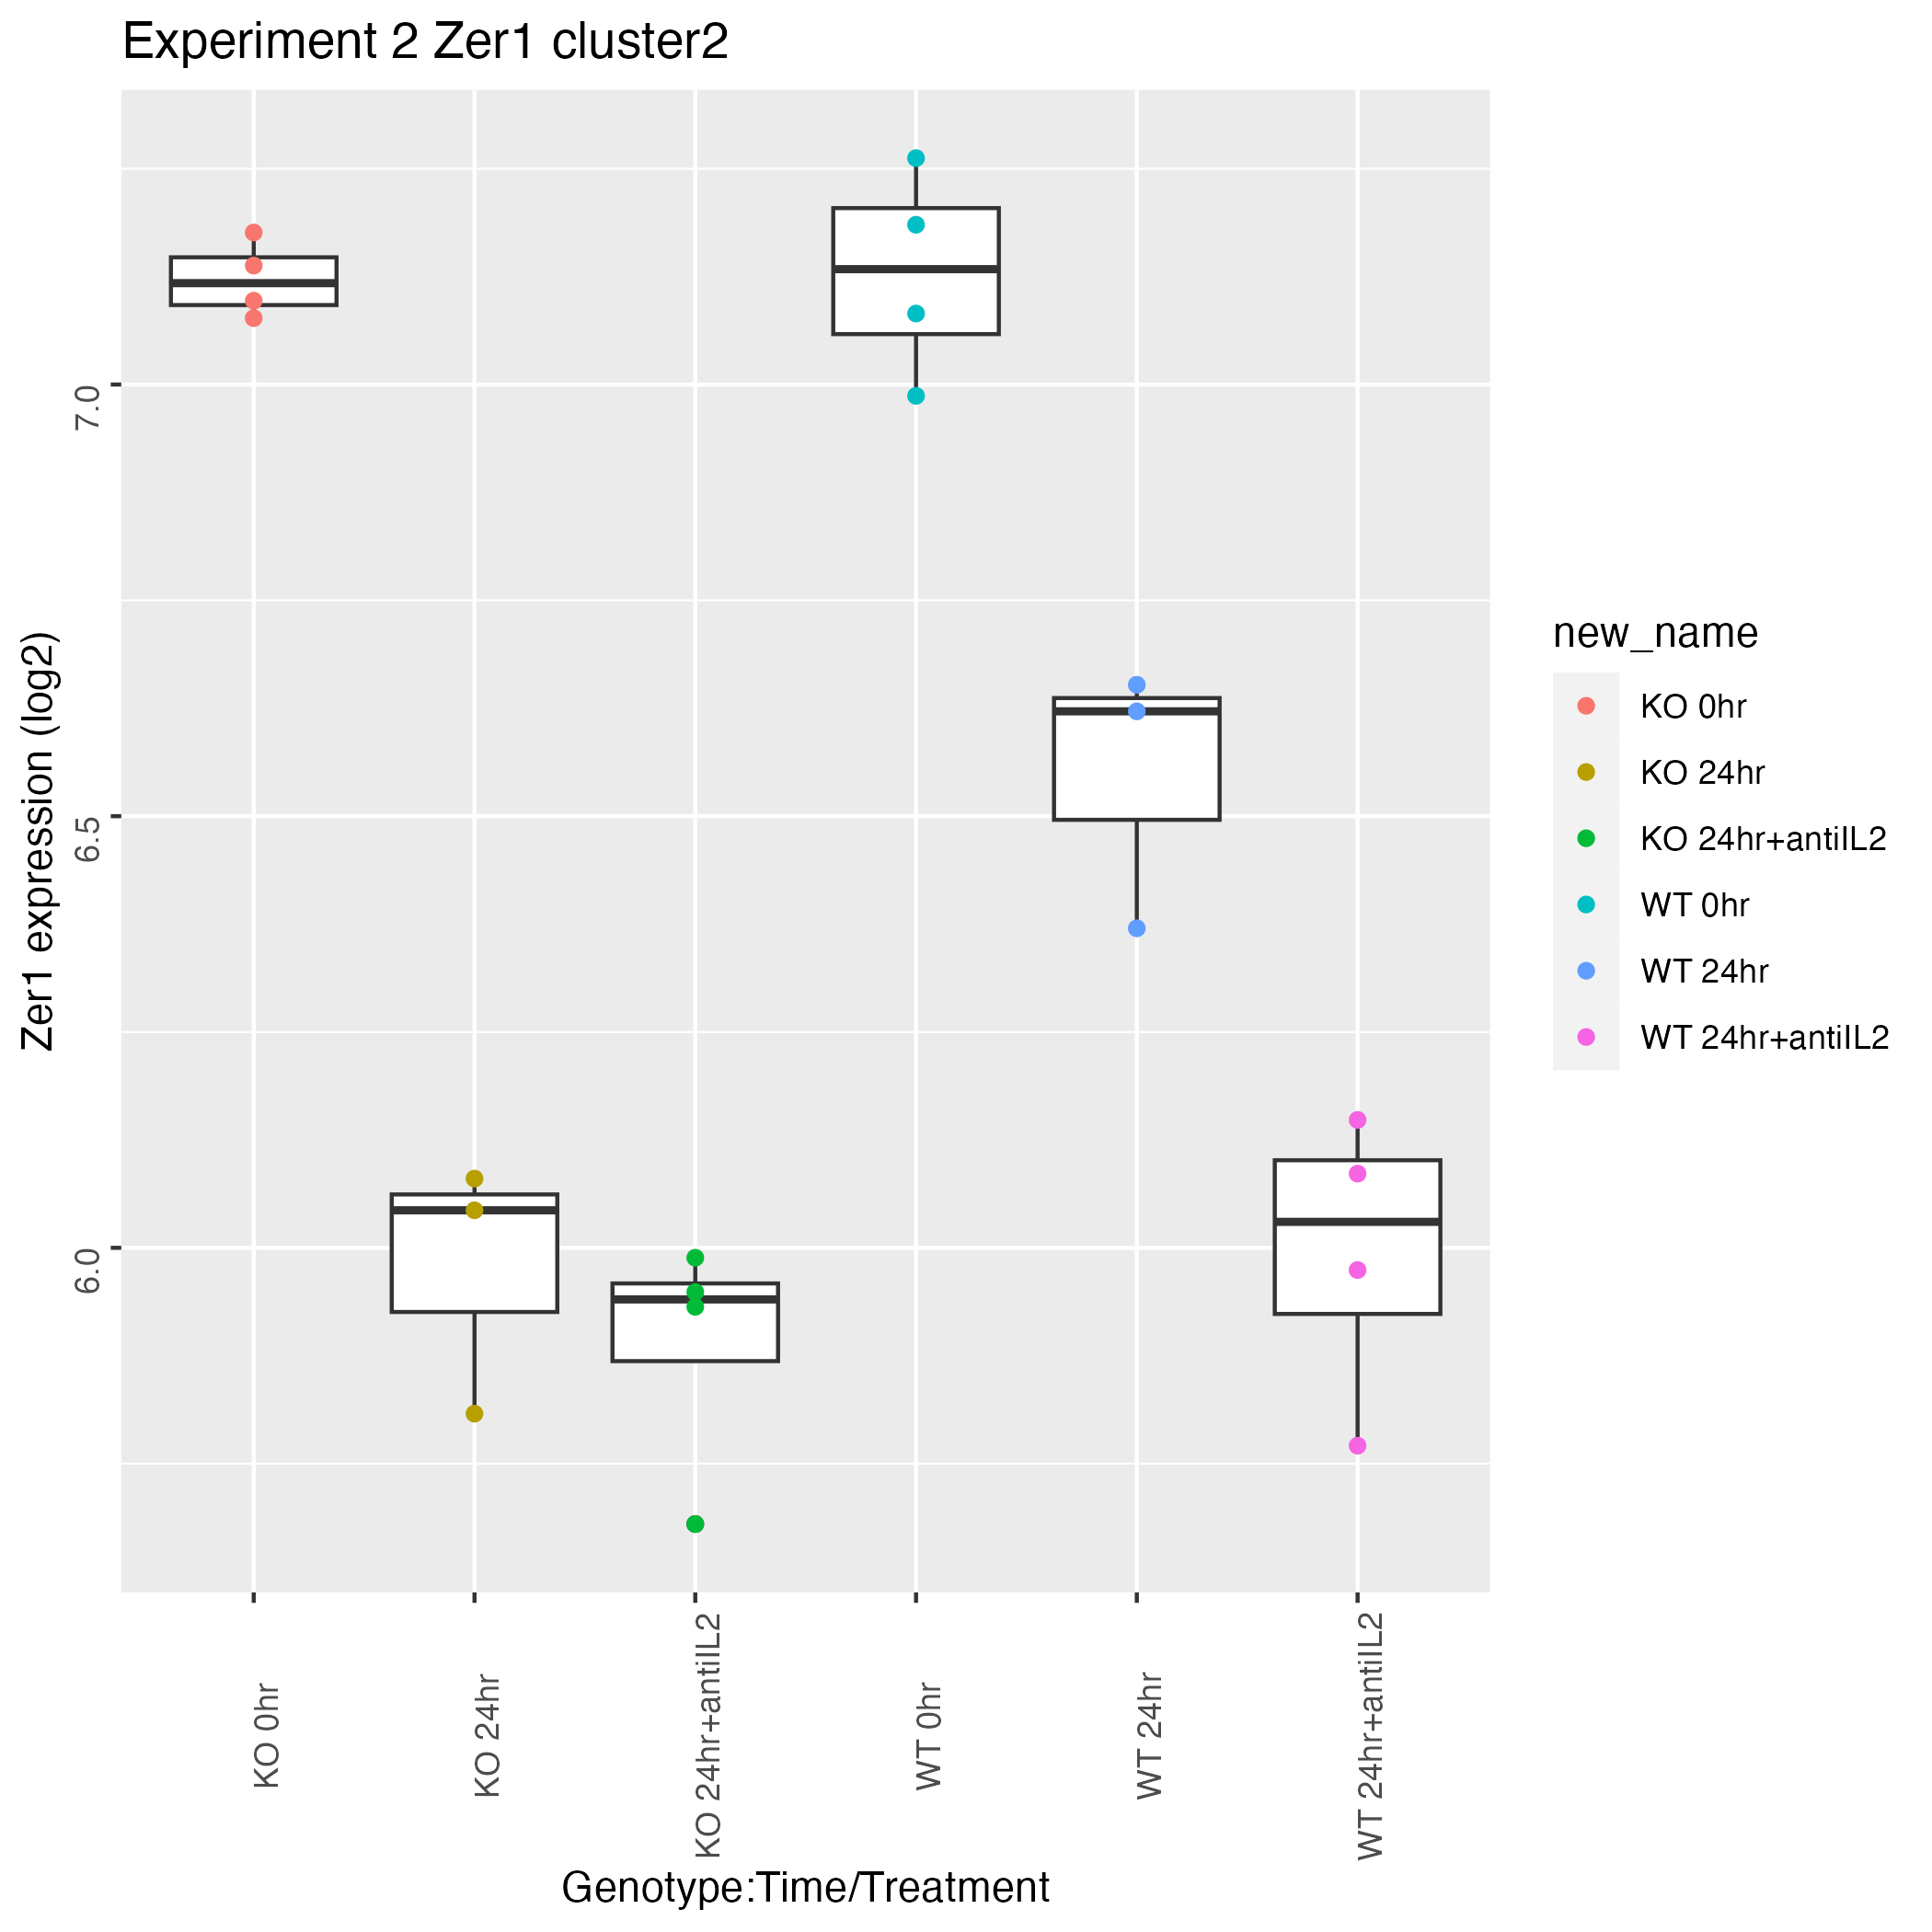 Experiment 2 Zer1 cluster2
Zer1 expression (log2)
7.0
6.5
6.0
KO 0hr
KO 24hr
KO 24hr+antiIL2
WT 0hr
WT 24hr
WT 24hr+antiIL2
Genotype:Time/Treatment
new_name
KO 0hr
KO 24hr
KO 24hr+antiIL2
WT 0hr
WT 24hr
WT 24hr+antiIL2